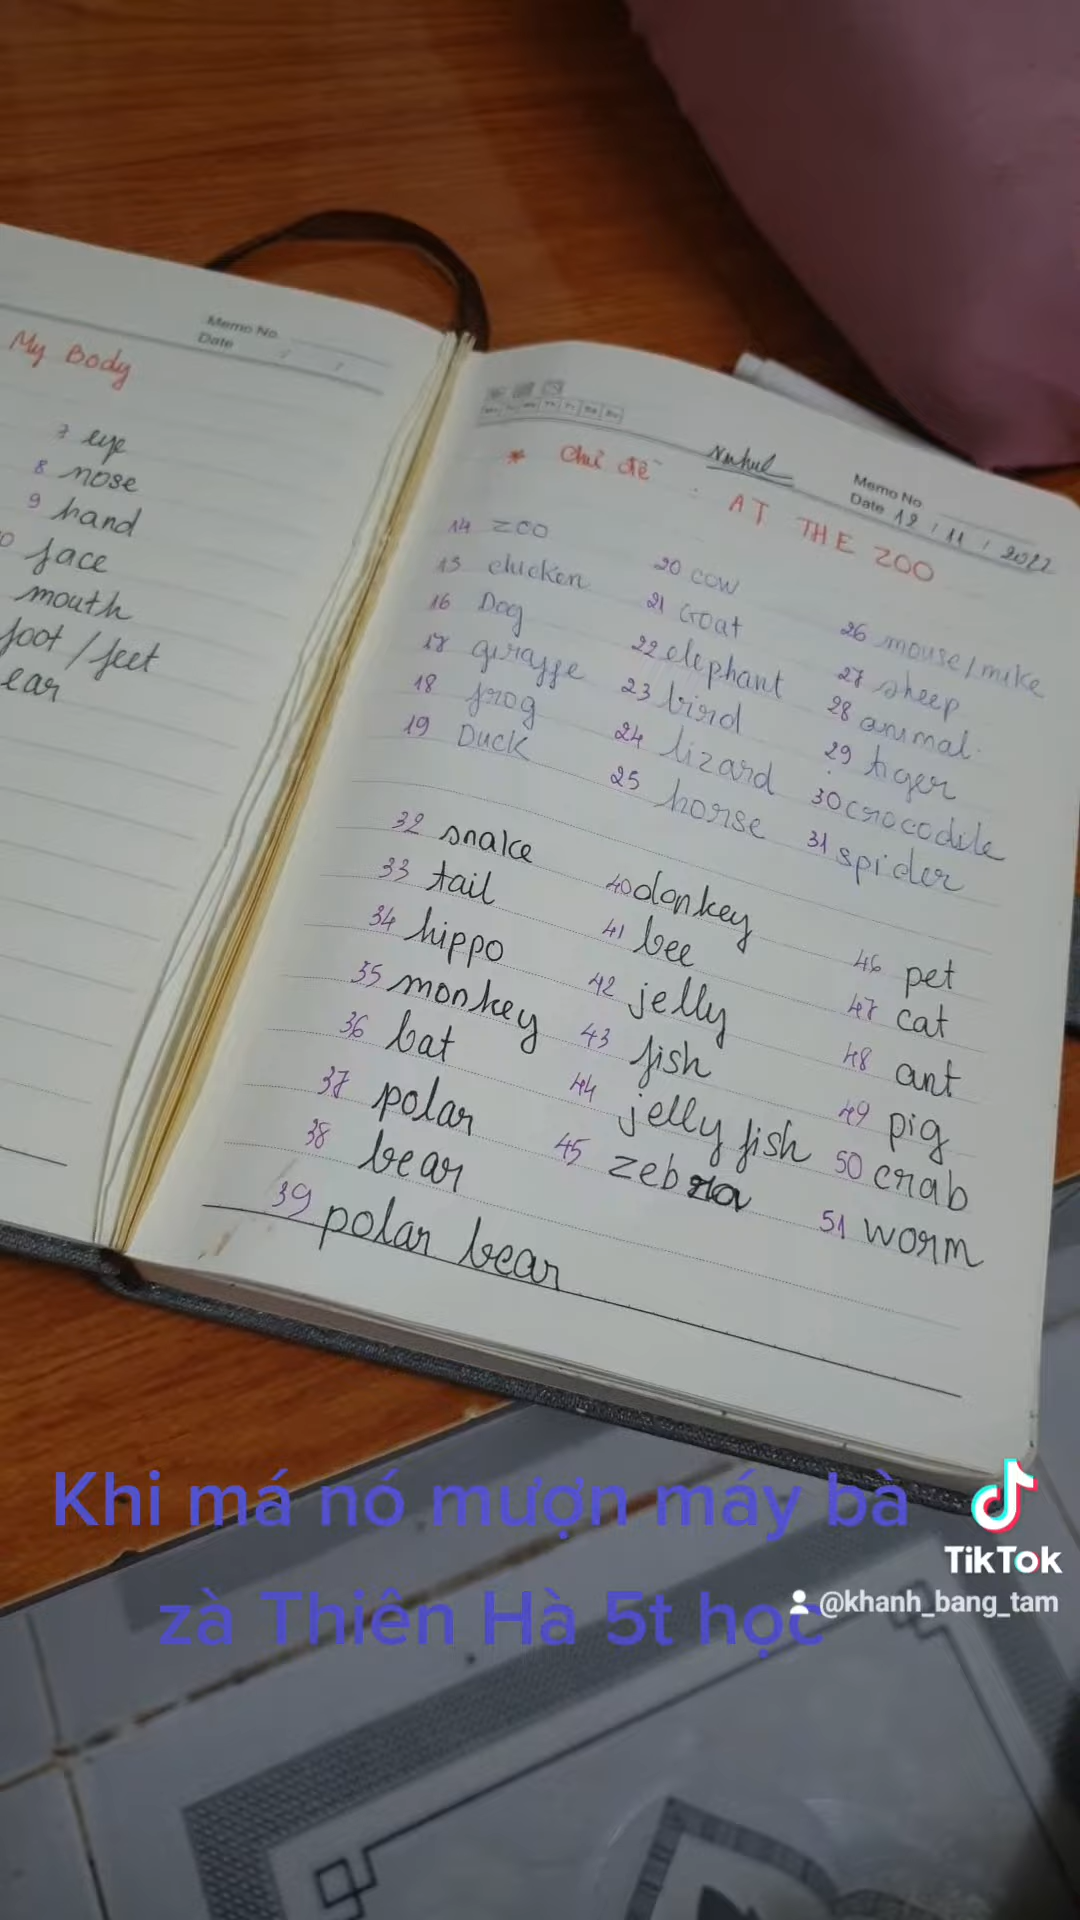 Memo No.
Date / /
My Body
7 eye
8 nose
9 hand
10 face
mouth
foot / feet
ear
Memo No.
Date 12 / 11 / 2022
* Chủ đề : AT THE ZOO
14 zoo
15 chicken
16 Dog
17 giraffe
18 frog
19 Duck
20 cow
21 Goat
22 elephant
23 bird
24 lizard
25 horse
26 mouse/mike
27 sheep
28 animal
29 tiger
30 crocodile
31 spider
32 snake
33 tail
34 hippo
35 monkey
36 bat
37 polar
38 bear
39 polar bear
40 donkey
41 bee
42 jelly
43 fish
44 jelly fish
45 zebra
46 pet
47 cat
48 ant
49 pig
50 crab
51 worm
Khi má nó mượn máy bà
zà Thiên Hà 5t học
TikTok
@khanh_bang_tam